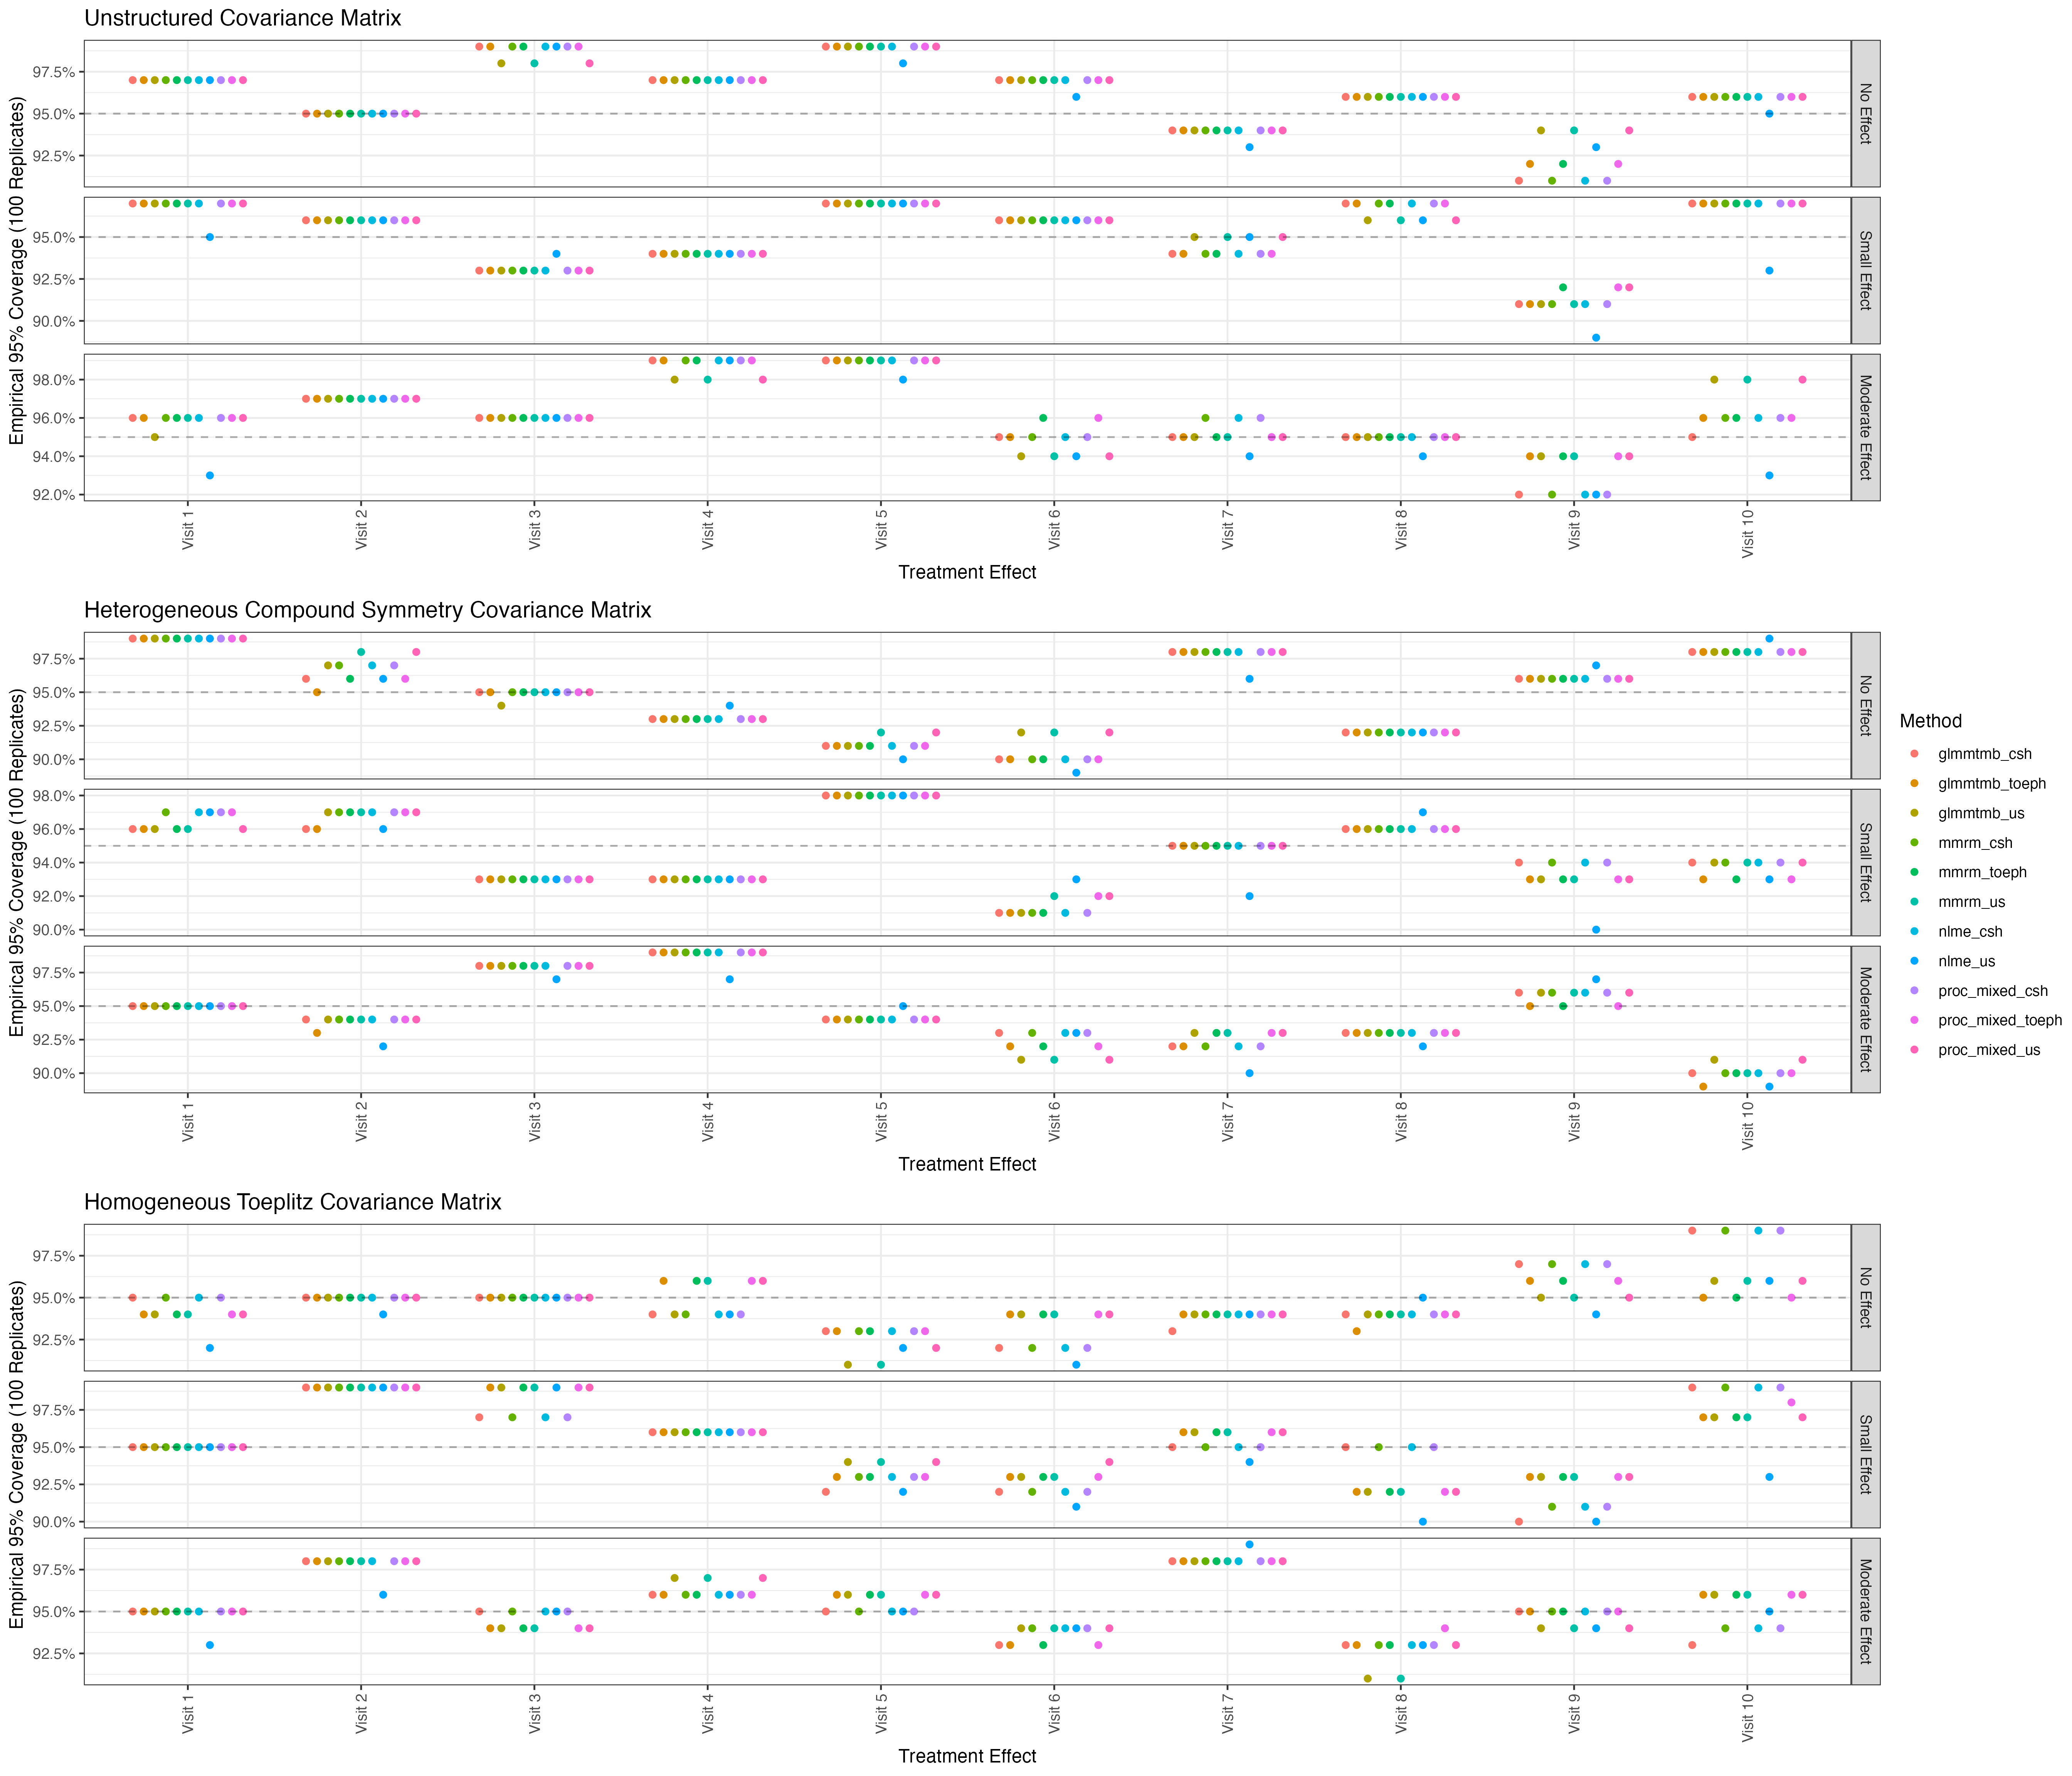 Unstructured Covariance Matrix
Empirical 95% Coverage (100 Replicates)
97.5%
95.0%
92.5%
No Effect
95.0%
92.5%
90.0%
Small Effect
98.0%
96.0%
94.0%
92.0%
Moderate Effect
Visit 1
Visit 2
Visit 3
Visit 4
Visit 5
Visit 6
Visit 7
Visit 8
Visit 9
Visit 10
Treatment Effect
Heterogeneous Compound Symmetry Covariance Matrix
Empirical 95% Coverage (100 Replicates)
97.5%
95.0%
92.5%
90.0%
No Effect
98.0%
96.0%
94.0%
92.0%
90.0%
Small Effect
97.5%
95.0%
92.5%
90.0%
Moderate Effect
Visit 1
Visit 2
Visit 3
Visit 4
Visit 5
Visit 6
Visit 7
Visit 8
Visit 9
Visit 10
Treatment Effect
Method
glmmtmb_csh
glmmtmb_toeph
glmmtmb_us
mmrm_csh
mmrm_toeph
mmrm_us
nlme_csh
nlme_us
proc_mixed_csh
proc_mixed_toeph
proc_mixed_us
Homogeneous Toeplitz Covariance Matrix
Empirical 95% Coverage (100 Replicates)
97.5%
95.0%
92.5%
No Effect
97.5%
95.0%
92.5%
90.0%
Small Effect
97.5%
95.0%
92.5%
Moderate Effect
Visit 1
Visit 2
Visit 3
Visit 4
Visit 5
Visit 6
Visit 7
Visit 8
Visit 9
Visit 10
Treatment Effect